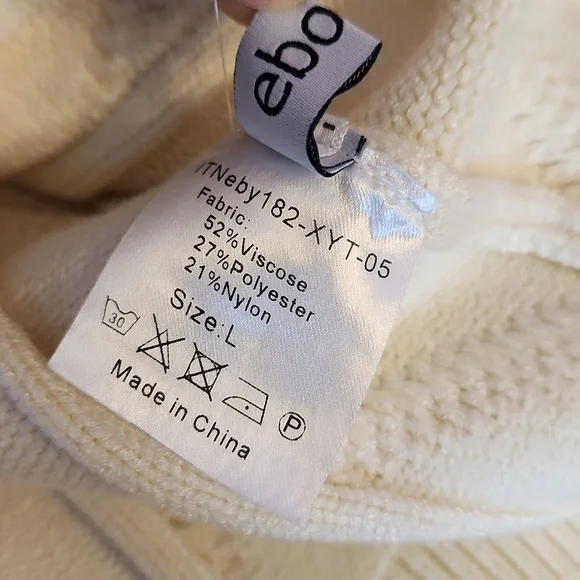 ebo
TNeby182-XYT-05
Fabric:
52%Viscose
27%Polyester
21%Nylon
Size:L
30
P
Made in China